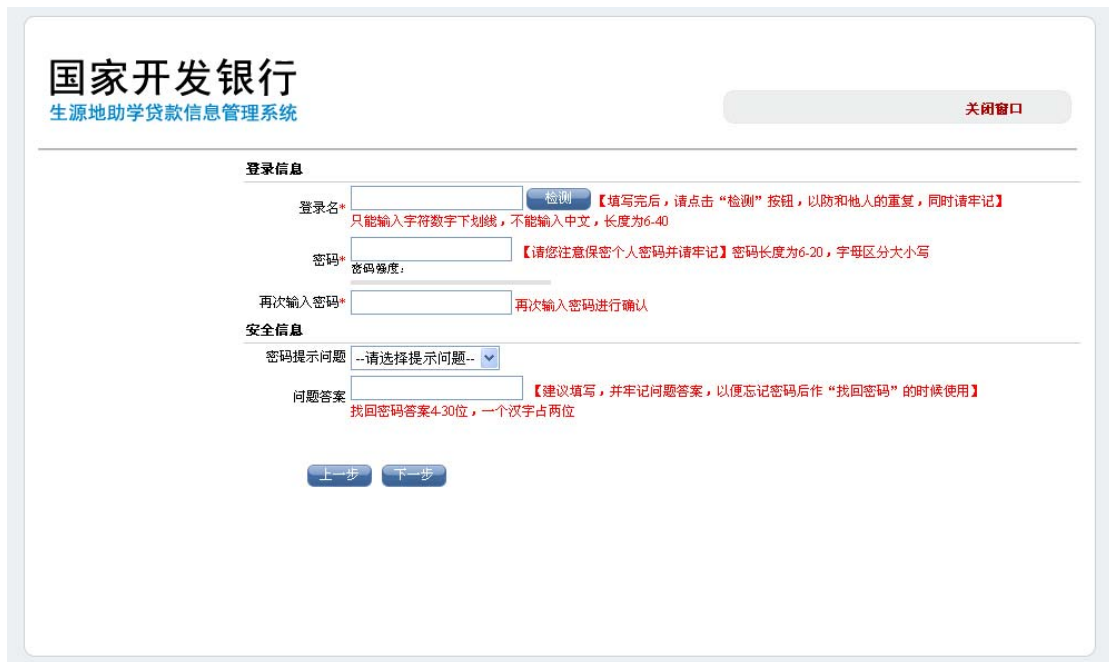 国家开发银行
生源地助学贷款信息管理系统
关闭窗口
登录信息
登录名* 检测 【填写完后，请点击“检测”按钮，以防和他人的重复，同时请牢记】
只能输入字符数字下划线，不能输入中文，长度为6-40
密码* 【请您注意保密个人密码并请牢记】密码长度为6-20，字母区分大小写
密码强度：
再次输入密码* 再次输入密码进行确认
安全信息
密码提示问题 --请选择提示问题--
问题答案 【建议填写，并牢记问题答案，以便忘记密码后作“找回密码”的时候使用】
找回密码答案4-30位，一个汉字占两位
上一步 下一步